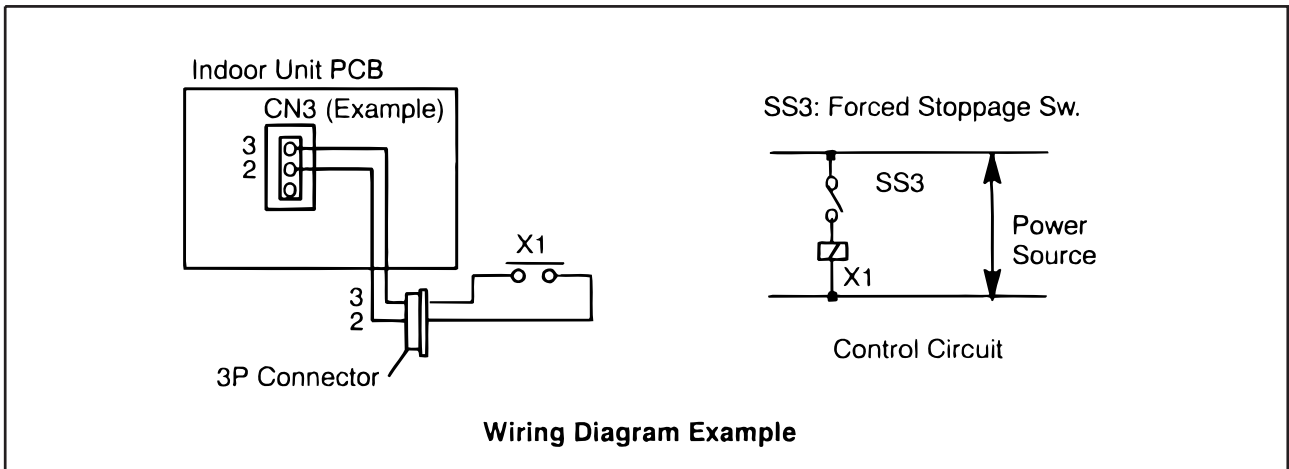 Indoor Unit PCB
CN3 (Example)
3
2
X1
3
2
3P Connector
SS3: Forced Stoppage Sw.
SS3
Power
Source
X1
Control Circuit
Wiring Diagram Example